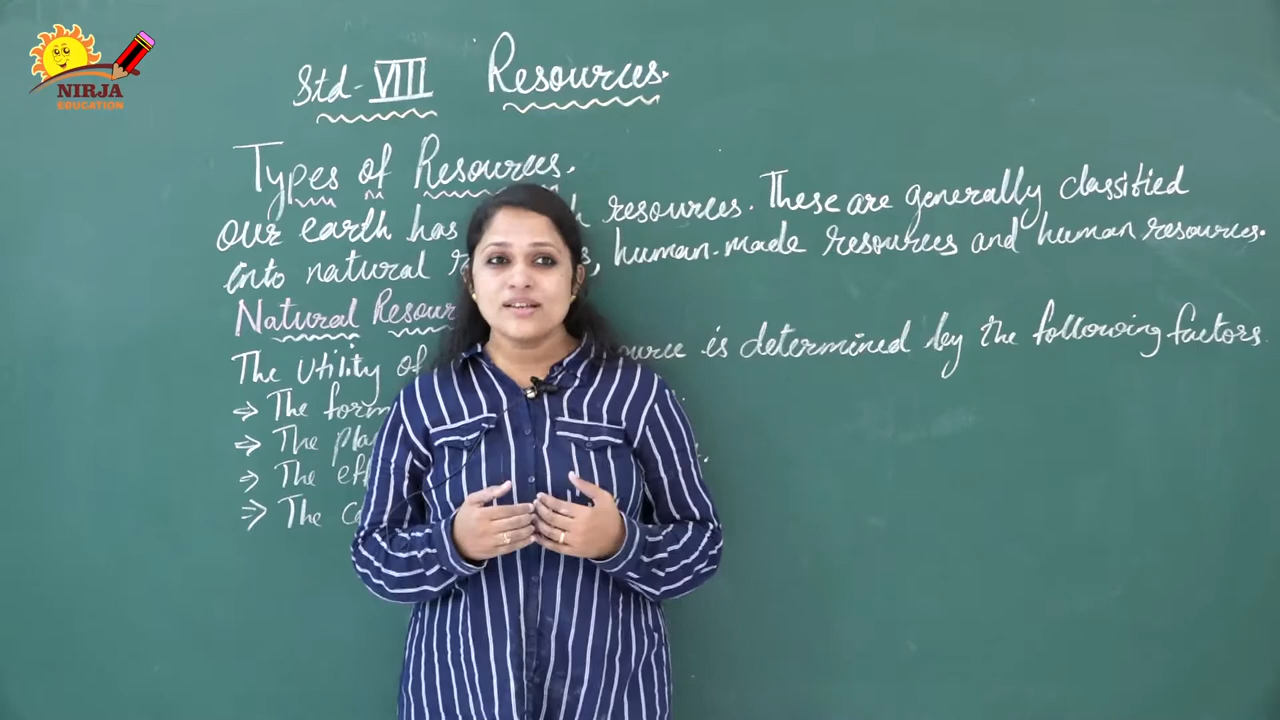 NIRJA
EDUCATION
Std-VIII Resources.
Types of Resources.
our earth has resources. These are generally classified
into natural human-made resources and human resources.
Natural
The Utility of is determined by the following factors
⇒ The
⇒ The
⇒ The
⇒ The